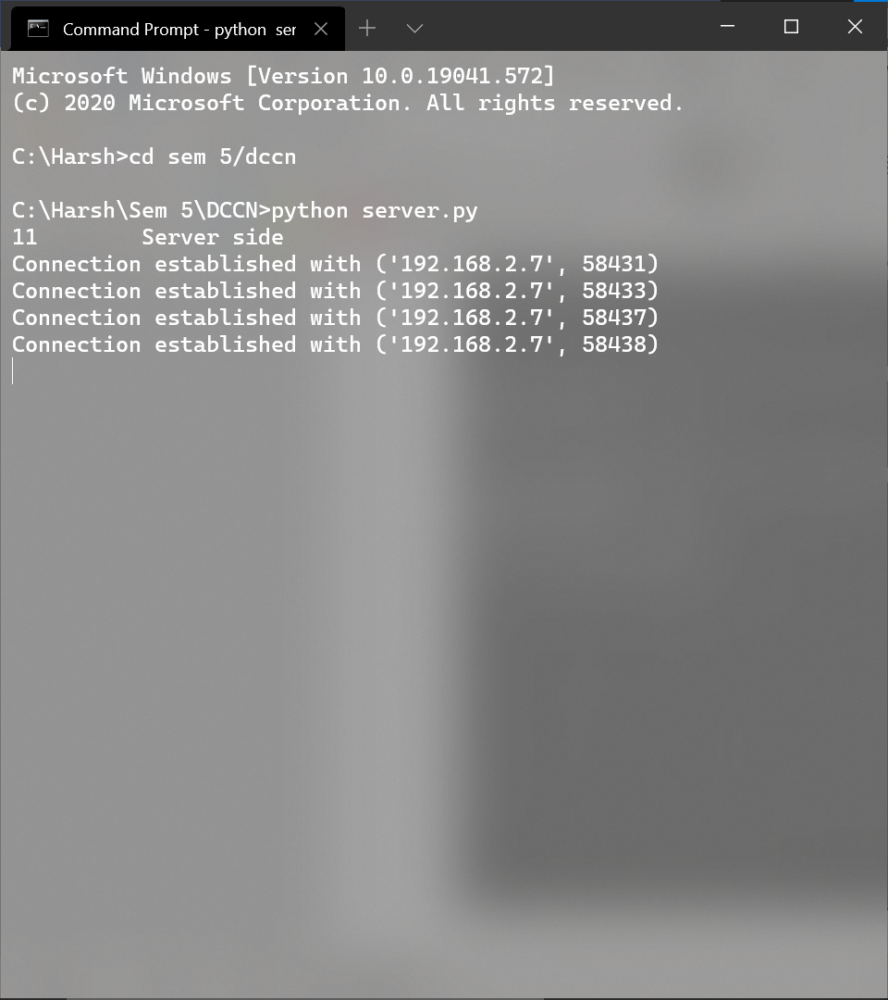 Command Prompt - python ser
Microsoft Windows [Version 10.0.19041.572]
(c) 2020 Microsoft Corporation. All rights reserved.
C:\Harsh>cd sem 5/dccn
C:\Harsh\Sem 5\DCCN>python server.py
11        Server side
Connection established with ('192.168.2.7', 58431)
Connection established with ('192.168.2.7', 58433)
Connection established with ('192.168.2.7', 58437)
Connection established with ('192.168.2.7', 58438)